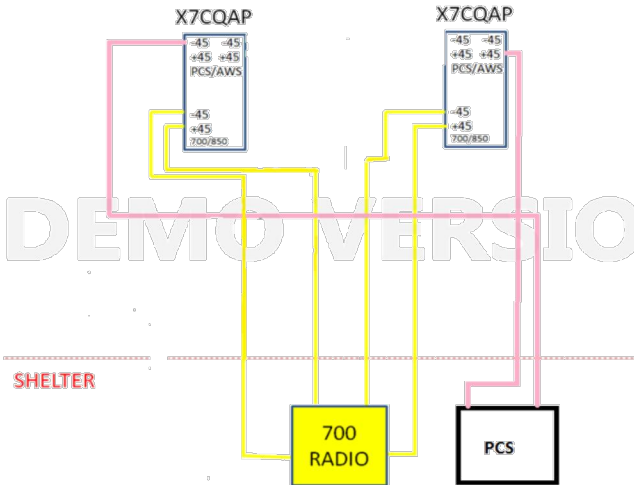 X7CQAP
X7CQAP
-45 -45
+45 +45
PCS/AWS
-45
+45
700/850
-45 -45
+45 +45
PCS/AWS
-45
+45
700/850
DEMO VERSIO
SHELTER
700
RADIO
PCS